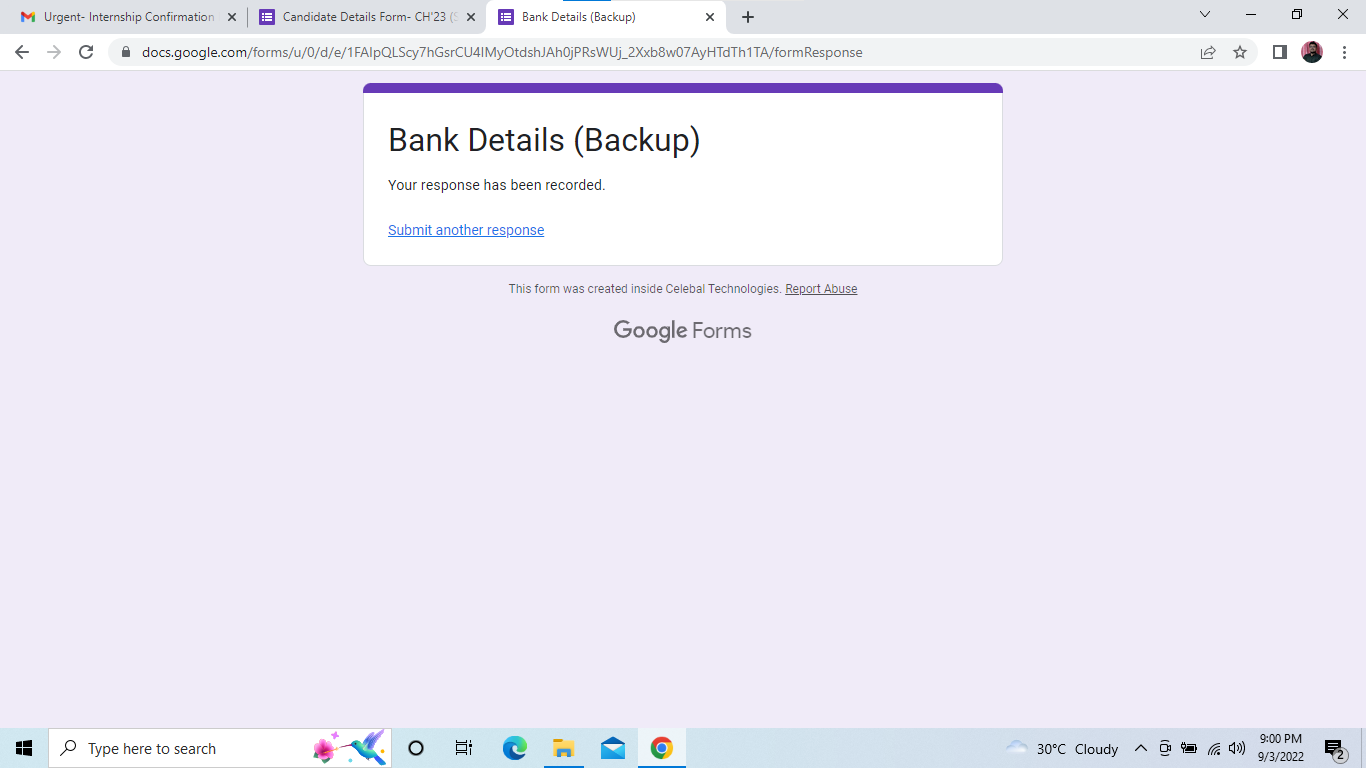 Urgent- Internship Confirmation
Candidate Details Form- CH'23 (S
Bank Details (Backup)
docs.google.com/forms/u/0/d/e/1FAIpQLScy7hGsrCU4IMyOtdshJAh0jPRsWUj_2Xxb8w07AyHTdTh1TA/formResponse
Bank Details (Backup)
Your response has been recorded.
Submit another response
This form was created inside Celebal Technologies. Report Abuse
Google Forms
Type here to search
30°C Cloudy
9:00 PM
9/3/2022
2